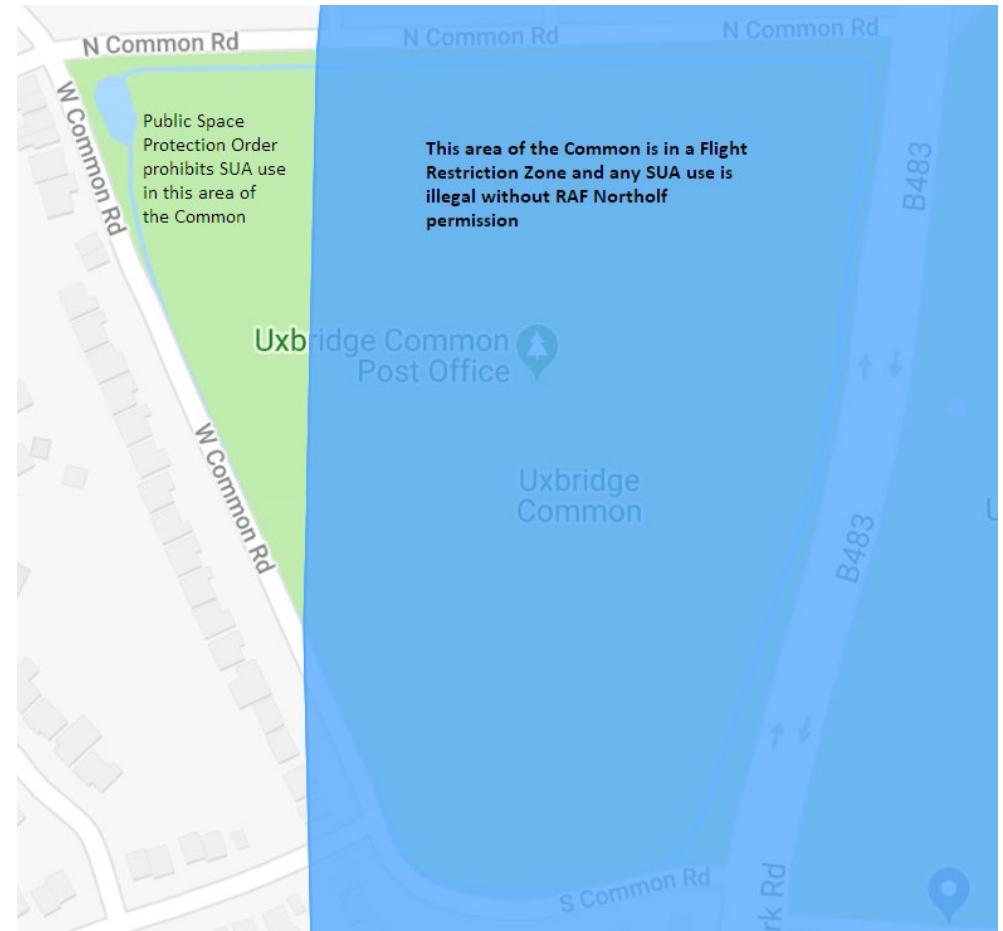 N Common Rd
N Common Rd
N Common Rd
W Common Rd
Public Space
Protection Order
prohibits SUA use
in this area of
the Common
This area of the Common is in a Flight
Restriction Zone and any SUA use is
illegal without RAF Northolf
permission
B483
Uxbridge Common
Post Office
W Common Rd
Uxbridge
Common
U
B483
S Common Rd
rk Rd